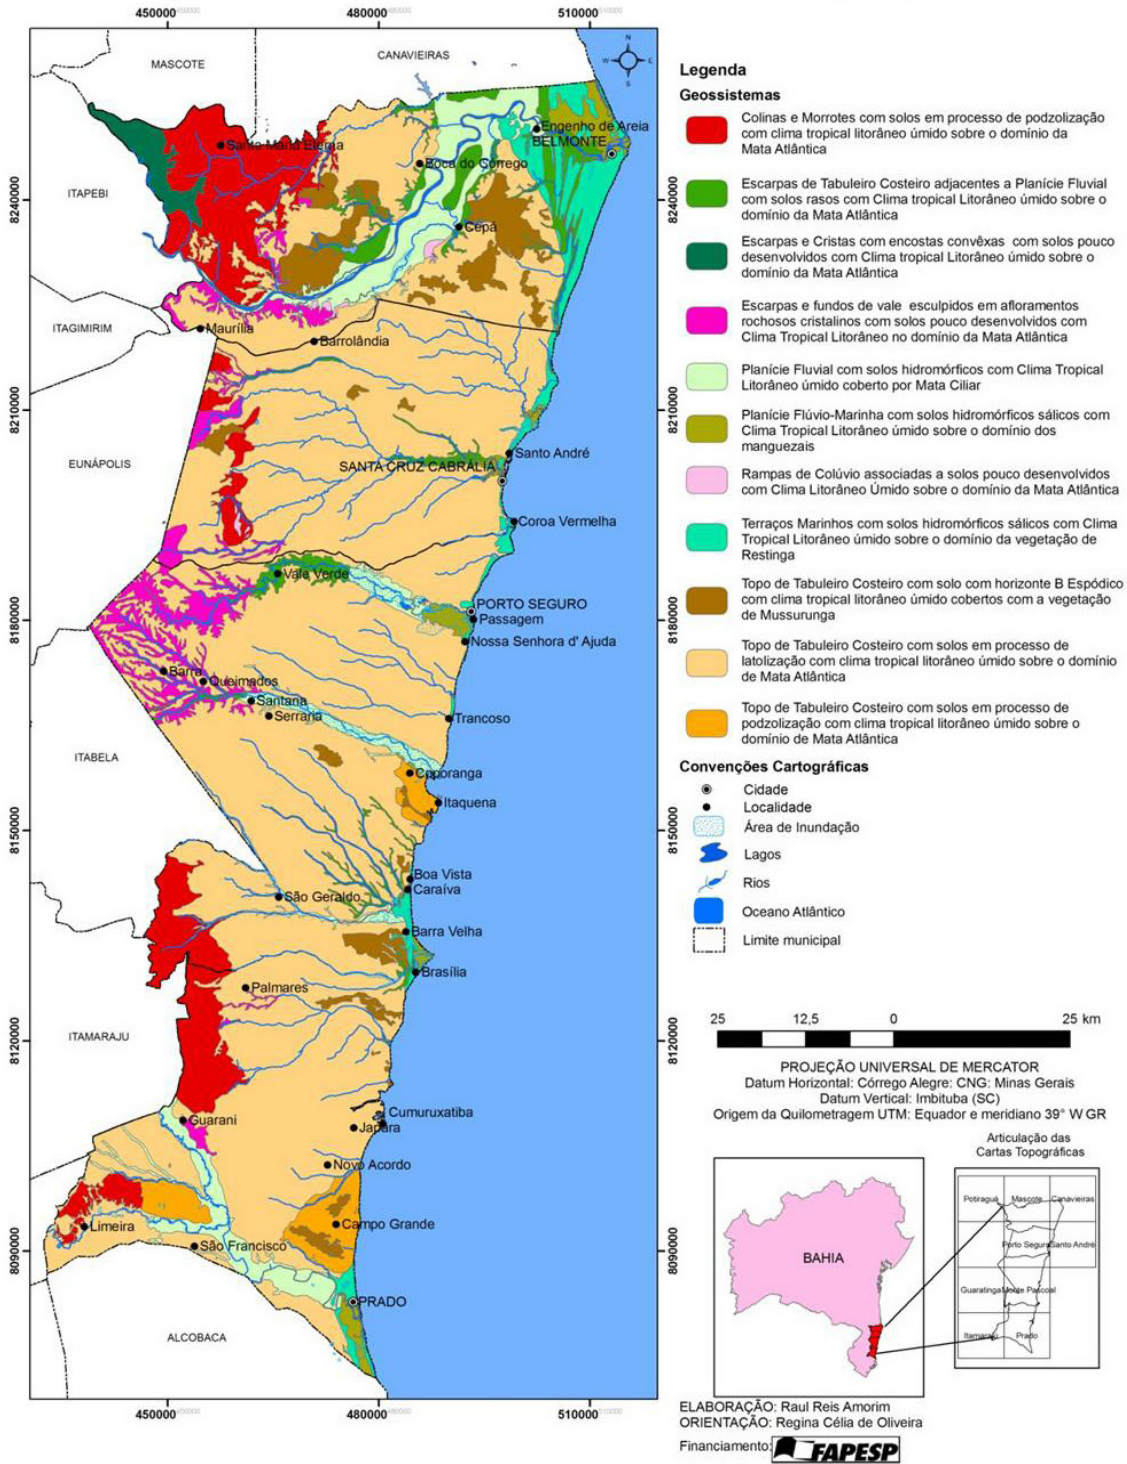 450000
480000
510000
N
W
E
S
MASCOTE
CANAVIEIRAS
ITAPEBI
ITAGIMIRIM
EUNÁPOLIS
ITABELA
ITAMARAJU
ALCOBACA
8240000
8210000
8180000
8150000
8120000
8090000
8240000
8210000
8180000
8150000
8120000
8090000
Engenho de Areia
BELMONTE
Santa Maria Eterna
Boca do Córrego
Cepa
Maurília
Barrolândia
Santo André
SANTA CRUZ CABRÁLIA
Coroa Vermelha
Vale Verde
PORTO SEGURO
Passagem
Nossa Senhora d' Ajuda
Barra
Queimados
Santana
Serraria
Trancoso
Coporanga
Itaquena
Boa Vista
Caraíva
São Geraldo
Barra Velha
Brasília
Palmares
Cumuruxatiba
Japara
Guarani
Novo Acordo
Campo Grande
Limeira
São Francisco
PRADO
450000
480000
510000
Legenda
Geossistemas
Colinas e Morrotes com solos em processo de podzolização
com clima tropical litorâneo úmido sobre o domínio da
Mata Atlântica
Escarpas de Tabuleiro Costeiro adjacentes a Planície Fluvial
com solos rasos com Clima tropical Litorâneo úmido sobre o
domínio da Mata Atlântica
Escarpas e Cristas com encostas convêxas com solos pouco
desenvolvidos com Clima tropical Litorâneo úmido sobre o
domínio da Mata Atlântica
Escarpas e fundos de vale esculpidos em afloramentos
rochosos cristalinos com solos pouco desenvolvidos com
Clima Tropical Litorâneo no domínio da Mata Atlântica
Planície Fluvial com solos hidromórficos com Clima Tropical
Litorâneo úmido coberto por Mata Ciliar
Planície Flúvio-Marinha com solos hidromórficos sálicos com
Clima Tropical Litorâneo úmido sobre o domínio dos
manguezais
Rampas de Colúvio associadas a solos pouco desenvolvidos
com Clima Litorâneo Úmido sobre o domínio da Mata Atlântica
Terraços Marinhos com solos hidromórficos sálicos com Clima
Tropical Litorâneo úmido sobre o domínio da vegetação de
Restinga
Topo de Tabuleiro Costeiro com solo com horizonte B Espódico
com clima tropical litorâneo úmido cobertos com a vegetação
de Mussurunga
Topo de Tabuleiro Costeiro com solos em processo de
latolização com clima tropical litorâneo úmido sobre o domínio
de Mata Atlântica
Topo de Tabuleiro Costeiro com solos em processo de
podzolização com clima tropical litorâneo úmido sobre o
domínio de Mata Atlântica
Convenções Cartográficas
Cidade
Localidade
Área de Inundação
Lagos
Rios
Oceano Atlântico
Limite municipal
25 12,5 0 25 km
PROJEÇÃO UNIVERSAL DE MERCATOR
Datum Horizontal: Córrego Alegre: CNG: Minas Gerais
Datum Vertical: Imbituba (SC)
Origem da Quilometragem UTM: Equador e meridiano 39° W GR
Articulação das
Cartas Topográficas
Potiraguá Mascote Canavieiras
Porto Seguro Santo André
Guaratinga Monte Pascoal
Itamaraju Prado
BAHIA
ELABORAÇÃO: Raul Reis Amorim
ORIENTAÇÃO: Regina Célia de Oliveira
Financiamento: FAPESP